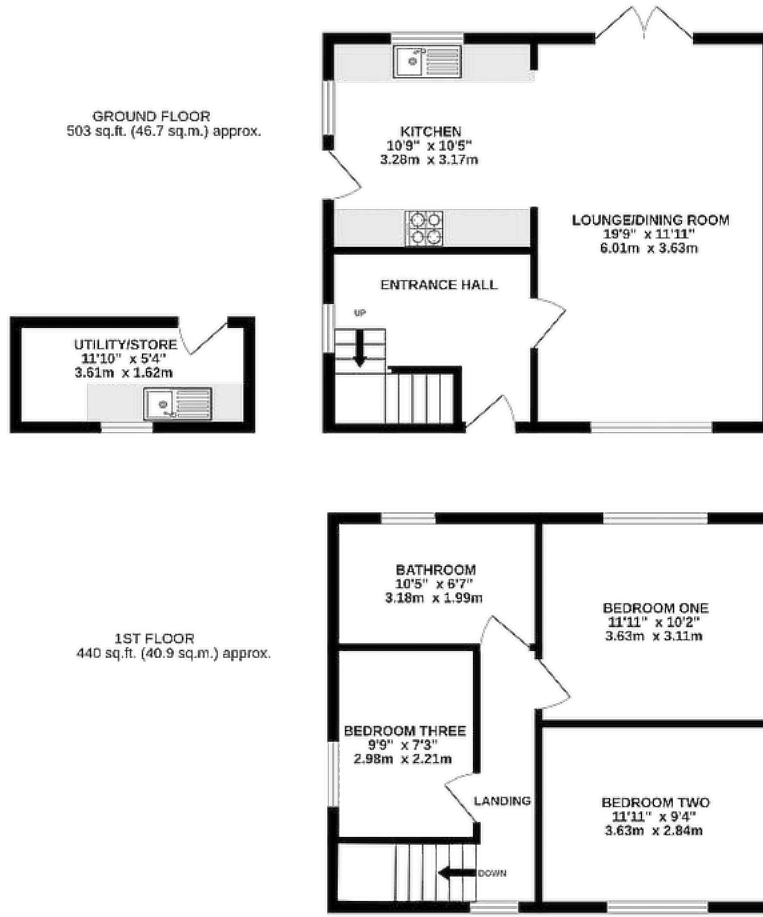 GROUND FLOOR
503 sq.ft. (46.7 sq.m.) approx.
KITCHEN
10'9" x 10'5"
3.28m x 3.17m
LOUNGE/DINING ROOM
19'9" x 11'11"
6.01m x 3.63m
ENTRANCE HALL
UP
UTILITY/STORE
11'10" x 5'4"
3.61m x 1.62m
1ST FLOOR
440 sq.ft. (40.9 sq.m.) approx.
BATHROOM
10'5" x 6'7"
3.18m x 1.99m
BEDROOM ONE
11'11" x 10'2"
3.63m x 3.11m
BEDROOM THREE
9'9" x 7'3"
2.98m x 2.21m
LANDING
BEDROOM TWO
11'11" x 9'4"
3.63m x 2.84m
DOWN